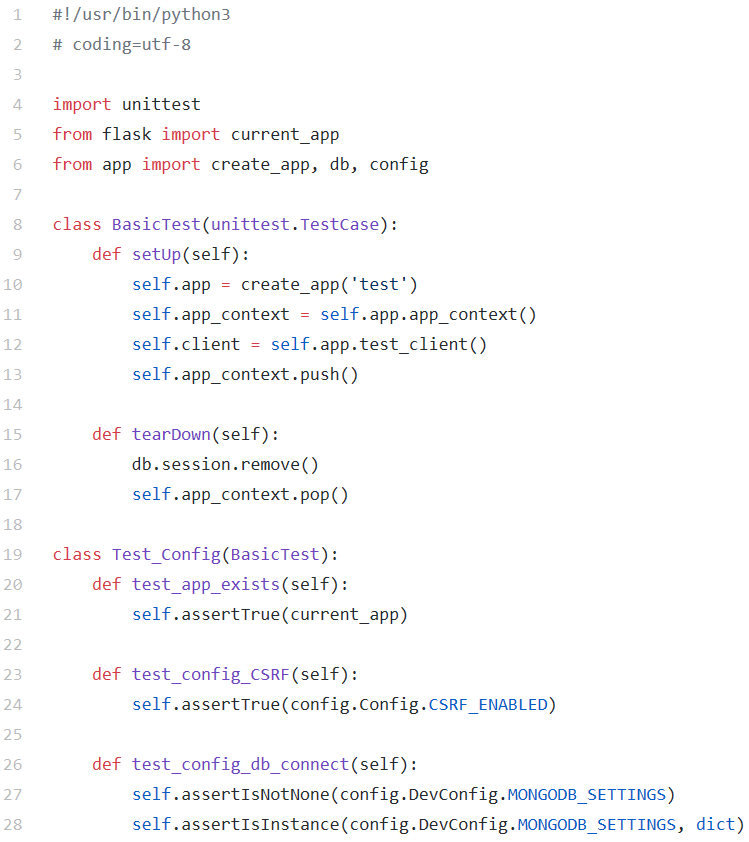 1 #!/usr/bin/python3
2 # coding=utf-8
3
4 import unittest
5 from flask import current_app
6 from app import create_app, db, config
7
8 class BasicTest(unittest.TestCase):
9     def setUp(self):
10         self.app = create_app('test')
11         self.app_context = self.app.app_context()
12         self.client = self.app.test_client()
13         self.app_context.push()
14
15     def tearDown(self):
16         db.session.remove()
17         self.app_context.pop()
18
19 class Test_Config(BasicTest):
20     def test_app_exists(self):
21         self.assertTrue(current_app)
22
23     def test_config_CSRF(self):
24         self.assertTrue(config.Config.CSRF_ENABLED)
25
26     def test_config_db_connect(self):
27         self.assertIsNotNone(config.DevConfig.MONGODB_SETTINGS)
28         self.assertIsInstance(config.DevConfig.MONGODB_SETTINGS, dict)